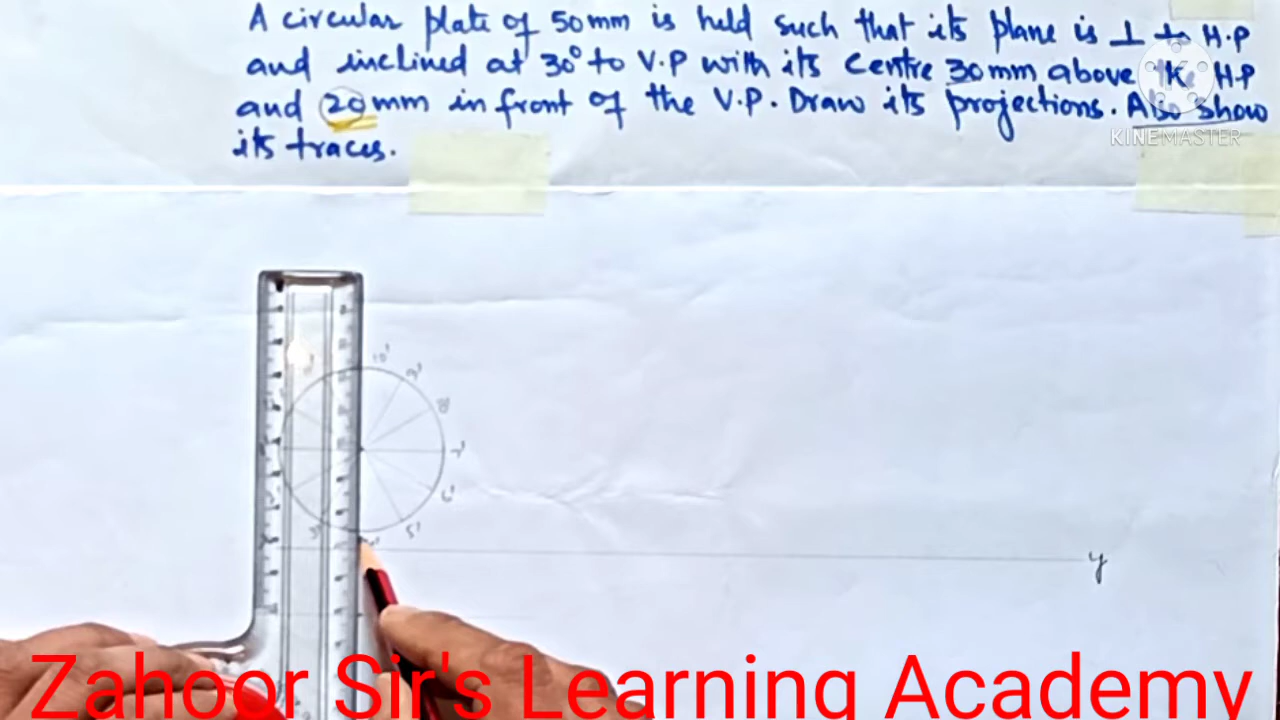 A circular plate of 50mm is held such that its plane is ⊥ to H.P
and inclined at 30° to V.P with its centre 30mm above the H.P
and 20mm in front of the V.P. Draw its projections. Also show
its traces.
KINEMASTER
10'
9'
8'
7'
6'
5'
y
Zahoor Sir's Learning Academy